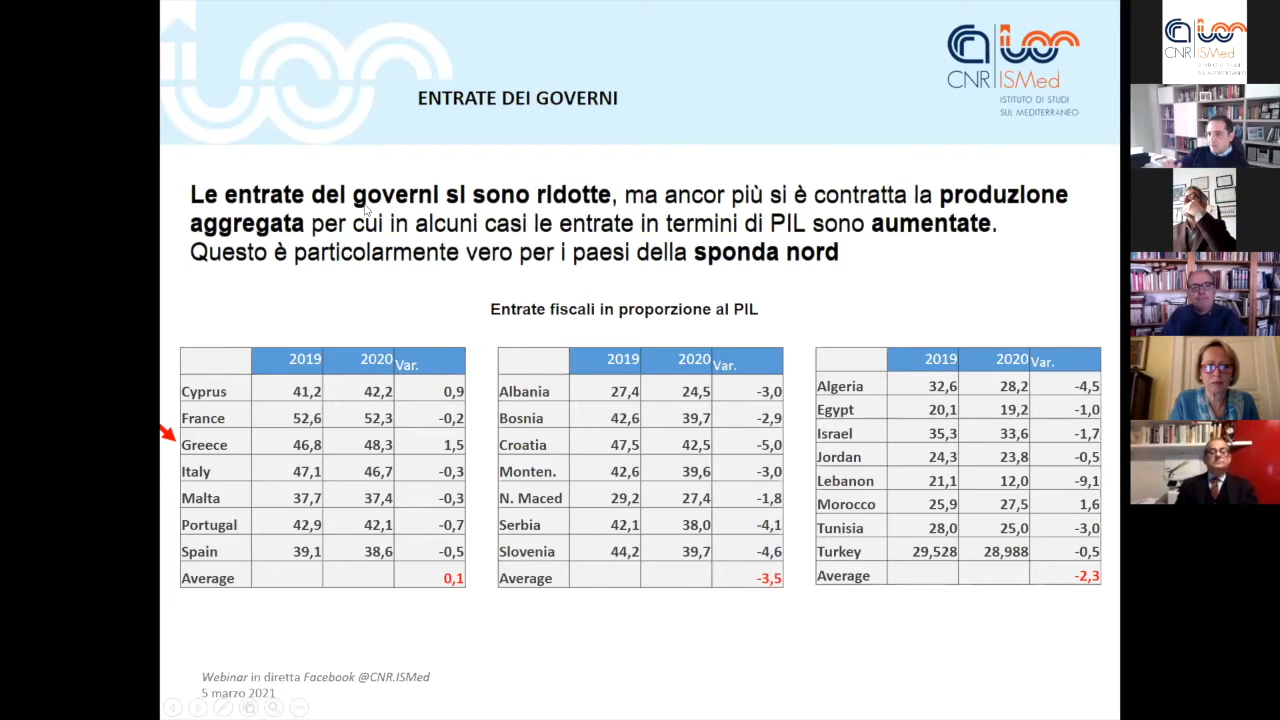 ENTRATE DEI GOVERNI
CNR ISMed
ISTITUTO DI STUDI
SUL MEDITERRANEO
CNR ISMed
ISTITUTO DI STUDI
SUL MEDITERRANEO
Le entrate dei governi si sono ridotte, ma ancor più si è contratta la produzione
aggregata per cui in alcuni casi le entrate in termini di PIL sono aumentate.
Questo è particolarmente vero per i paesi della sponda nord
Entrate fiscali in proporzione al PIL
2019 2020 Var.
Cyprus 41,2 42,2 0,9
France 52,6 52,3 -0,2
Greece 46,8 48,3 1,5
Italy 47,1 46,7 -0,3
Malta 37,7 37,4 -0,3
Portugal 42,9 42,1 -0,7
Spain 39,1 38,6 -0,5
Average 0,1
2019 2020 Var.
Albania 27,4 24,5 -3,0
Bosnia 42,6 39,7 -2,9
Croatia 47,5 42,5 -5,0
Monten. 42,6 39,6 -3,0
N. Maced 29,2 27,4 -1,8
Serbia 42,1 38,0 -4,1
Slovenia 44,2 39,7 -4,6
Average -3,5
2019 2020 Var.
Algeria 32,6 28,2 -4,5
Egypt 20,1 19,2 -1,0
Israel 35,3 33,6 -1,7
Jordan 24,3 23,8 -0,5
Lebanon 21,1 12,0 -9,1
Morocco 25,9 27,5 1,6
Tunisia 28,0 25,0 -3,0
Turkey 29,528 28,988 -0,5
Average -2,3
Webinar in diretta Facebook @CNR.ISMed
5 marzo 2021